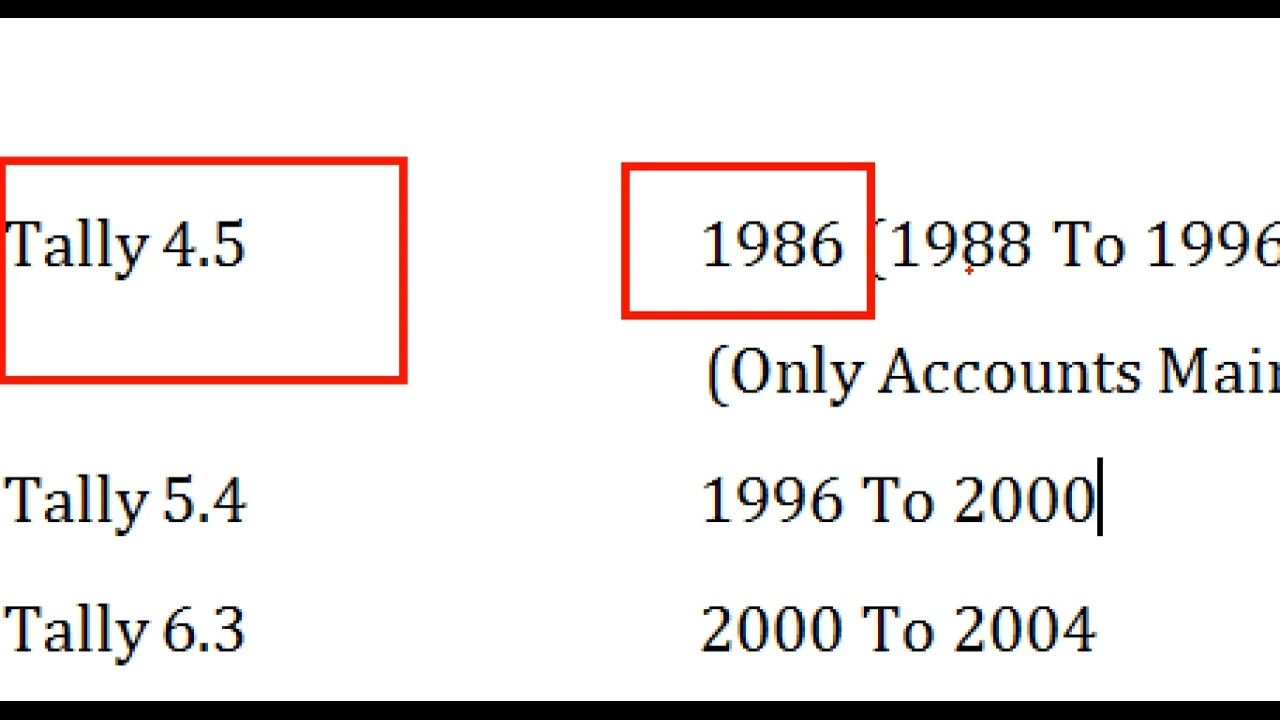 Tally 4.5 1986 (1988 To 1996
(Only Accounts
Tally 5.4 1996 To 2000
Tally 6.3 2000 To 2004